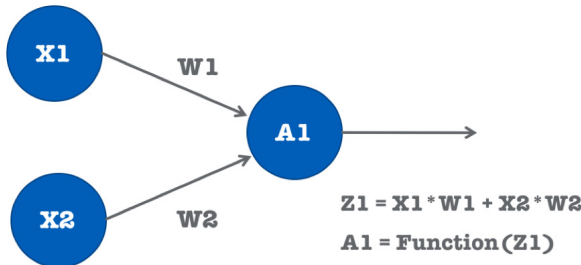 X1
W1
A1
X2
W2
Z1 = X1*W1 + X2*W2
A1 = Function(Z1)